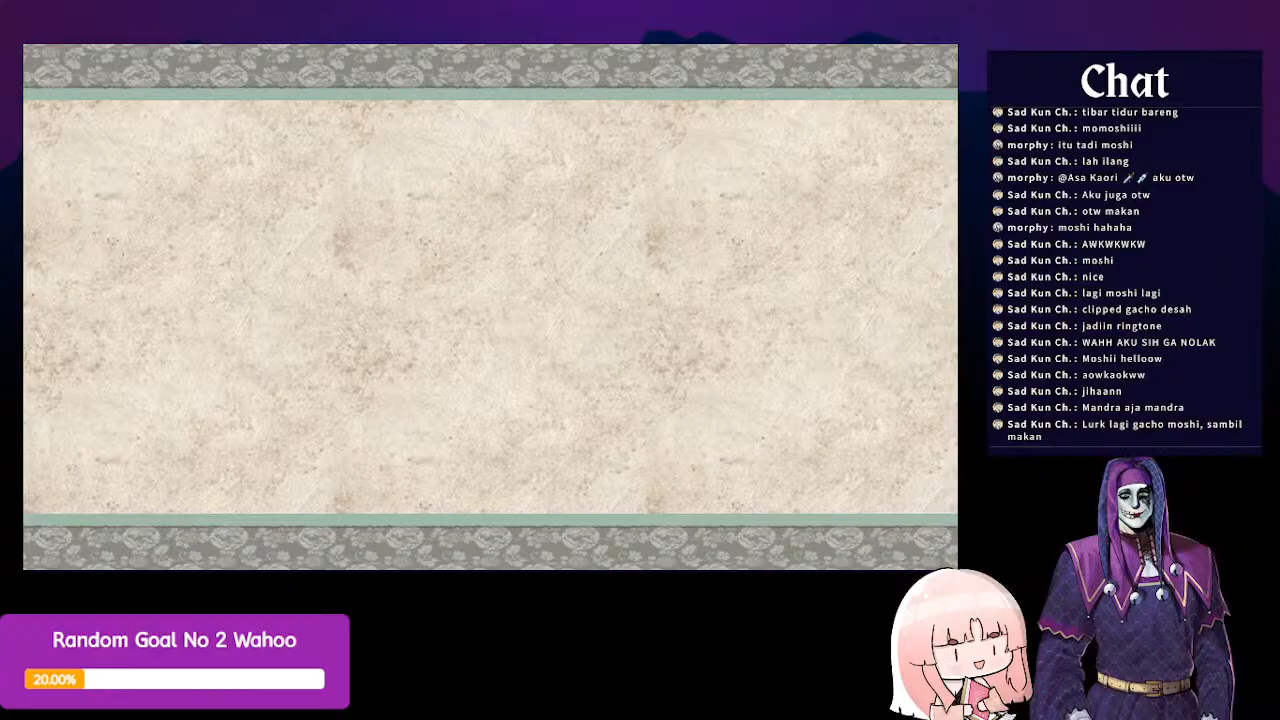 Chat
Sad Kun Ch.: tibar tidur bareng
Sad Kun Ch.: momoshiiii
morphy: itu tadi moshi
Sad Kun Ch.: lah ilang
morphy: @Asa Kaori aku otw
Sad Kun Ch.: Aku juga otw
Sad Kun Ch.: otw makan
morphy: moshi hahaha
Sad Kun Ch.: AWKWKWKW
Sad Kun Ch.: moshi
Sad Kun Ch.: nice
Sad Kun Ch.: lagi moshi lagi
Sad Kun Ch.: clipped gacho desah
Sad Kun Ch.: jadiin ringtone
Sad Kun Ch.: WAHH AKU SIH GA NOLAK
Sad Kun Ch.: Moshii helloow
Sad Kun Ch.: aowkaokww
Sad Kun Ch.: jihaann
Sad Kun Ch.: Mandra aja mandra
Sad Kun Ch.: Lurk lagi gacho moshi, sambil
makan
Random Goal No 2 Wahoo
20.00%